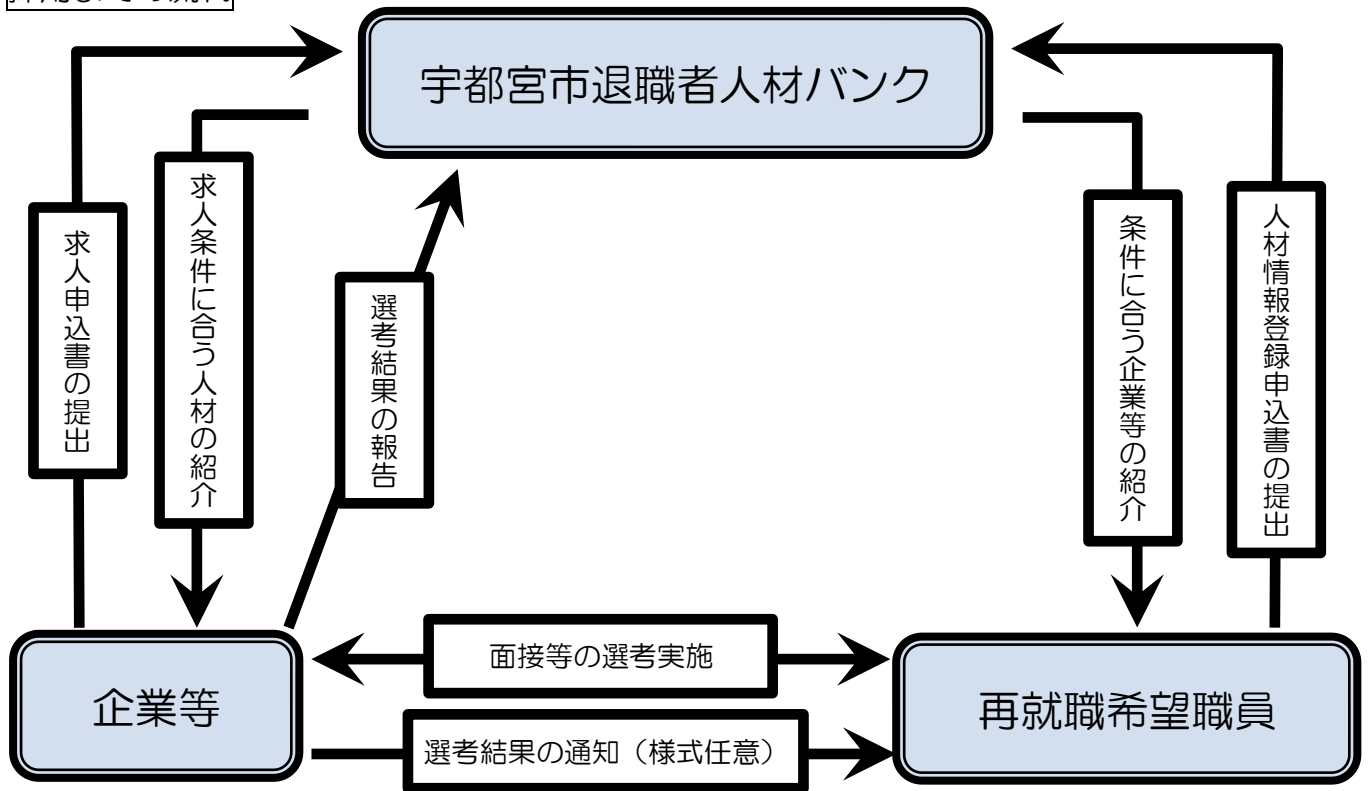 宇都宮市退職者人材バンク
求人申込書の提出
求人条件に合う人材の紹介
選考結果の報告
条件に合う企業等の紹介
人材情報登録申込書の提出
企業等
面接等の選考実施
選考結果の通知（様式任意）
再就職希望職員